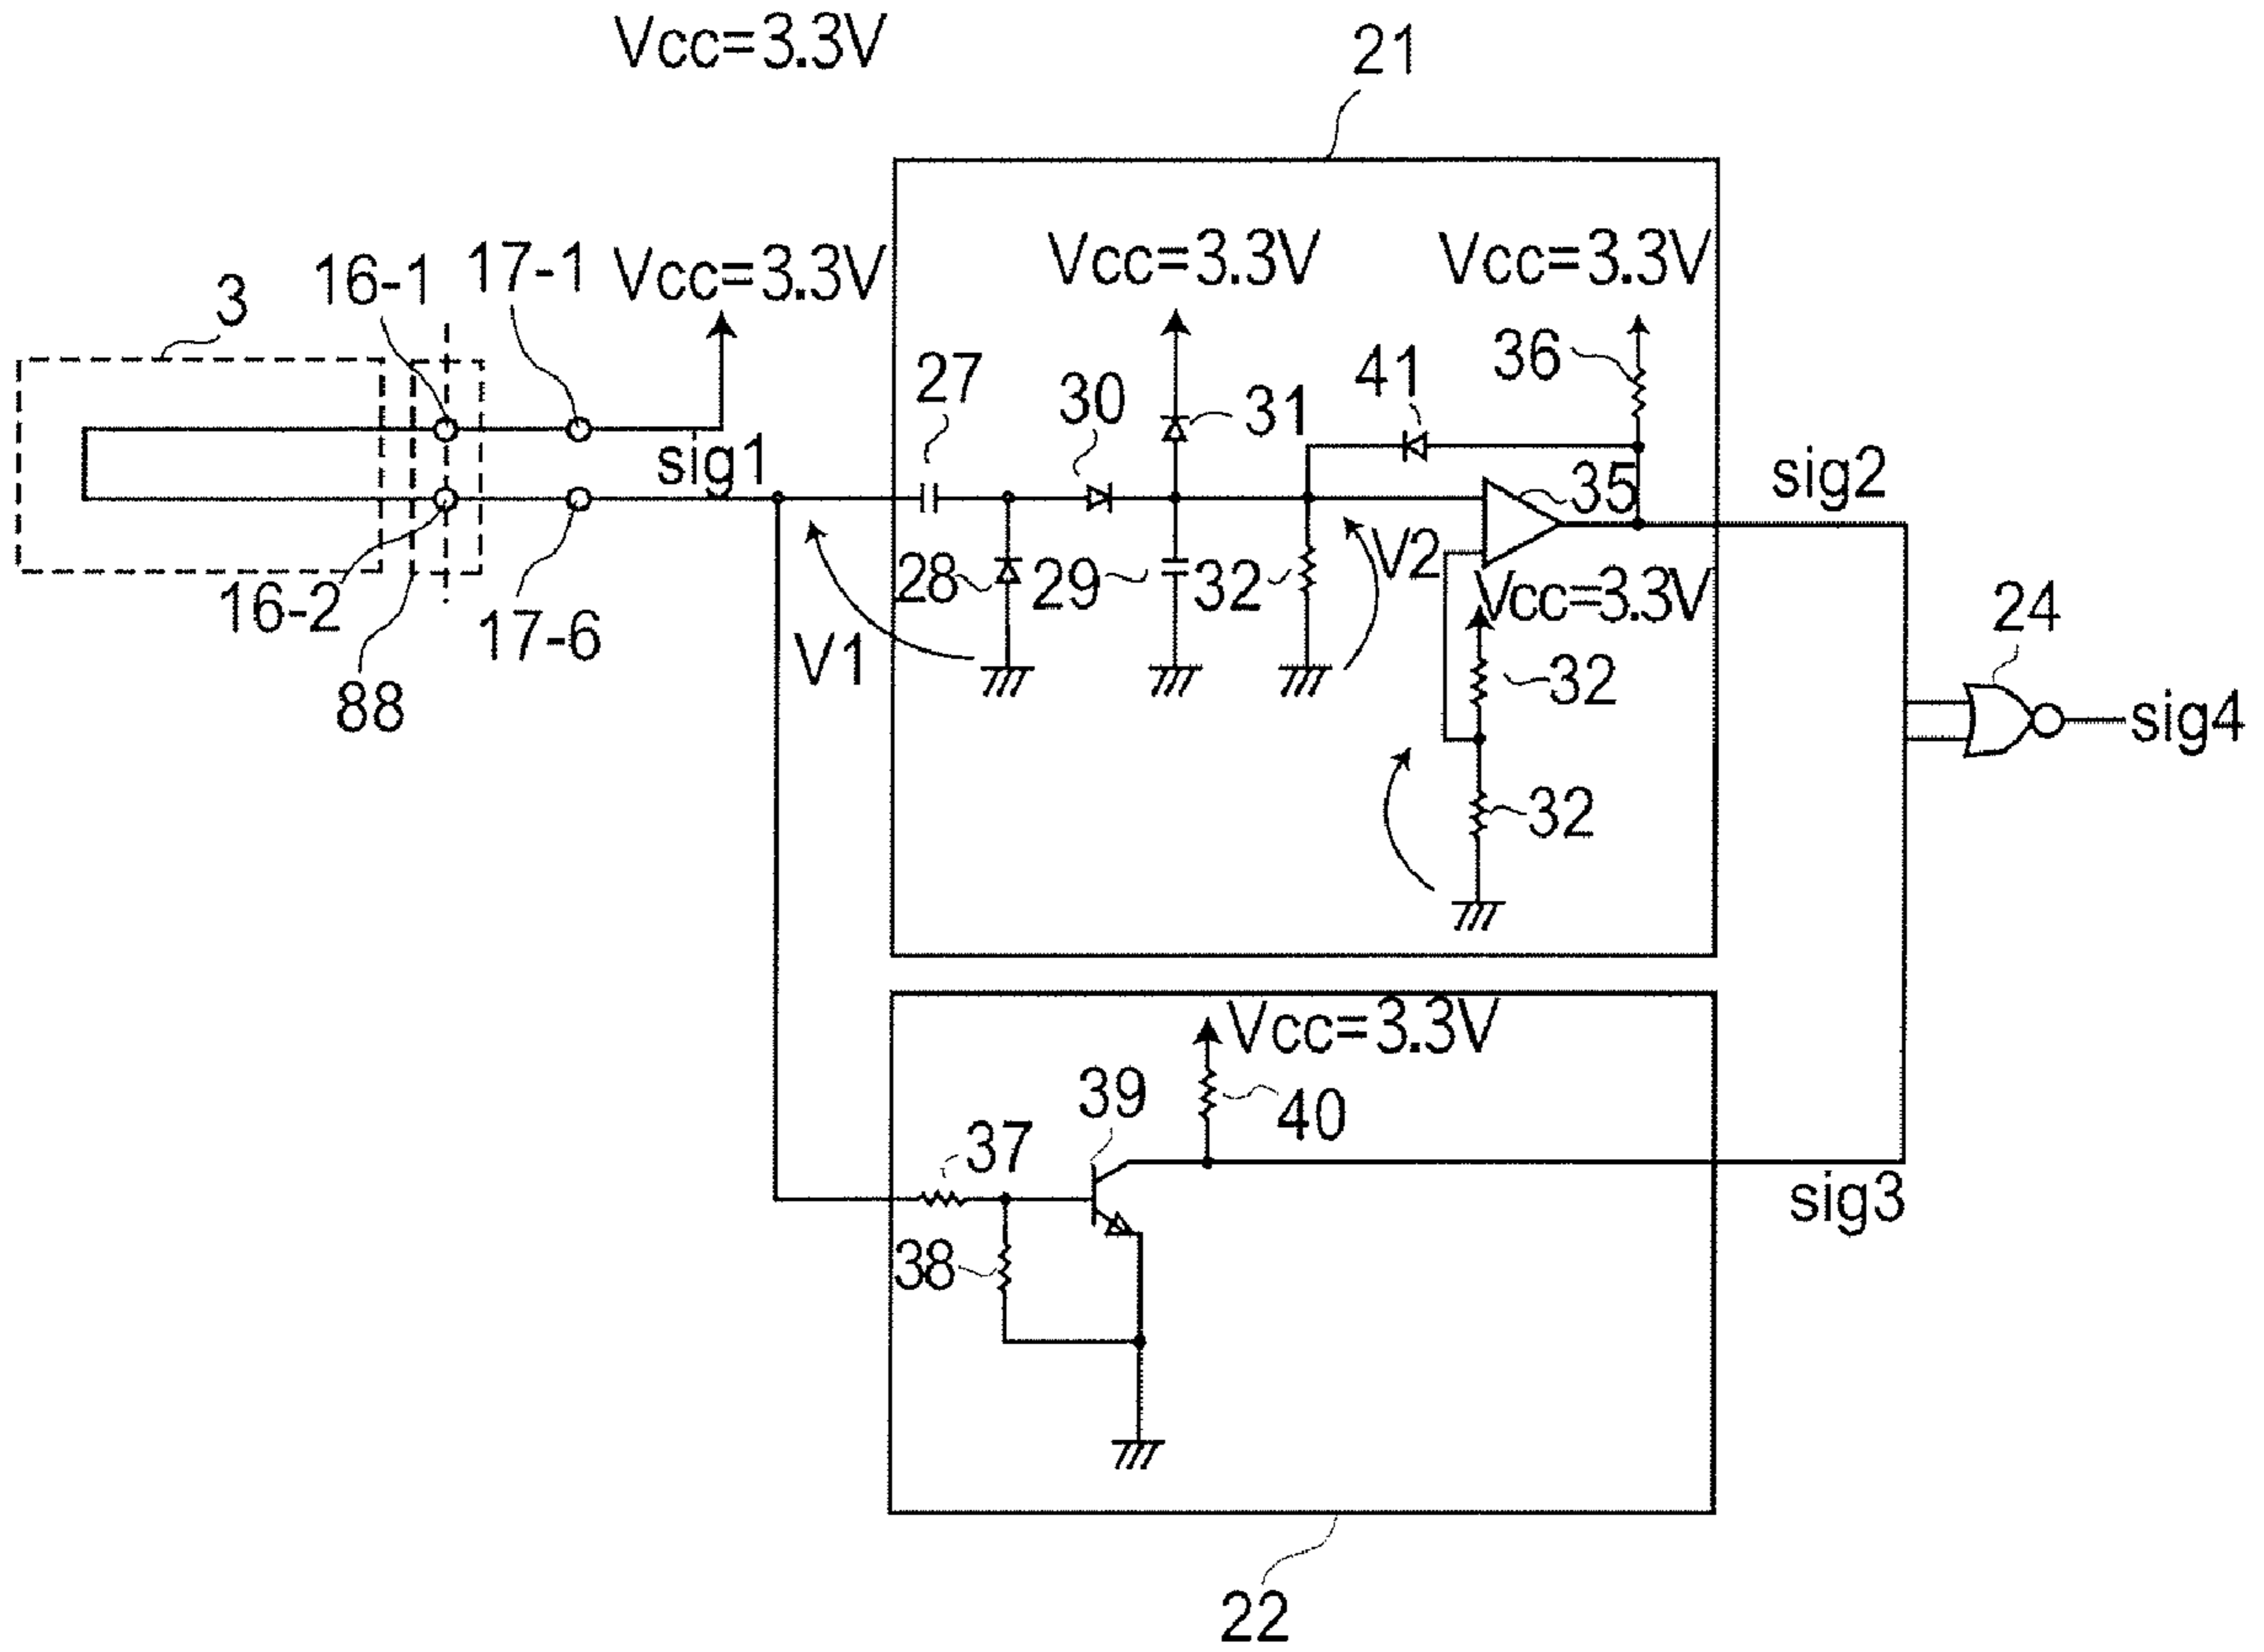 Vcc=3.3V
21
3
16-1
17-1
Vcc=3.3V
Vcc=3.3V
Vcc=3.3V
27
30
31
41
36
sig1
35
sig2
28
29
32
V2
16-2
17-6
V1
Vcc=3.3V
88
32
24
sig4
32
Vcc=3.3V
39
40
37
38
sig3
22